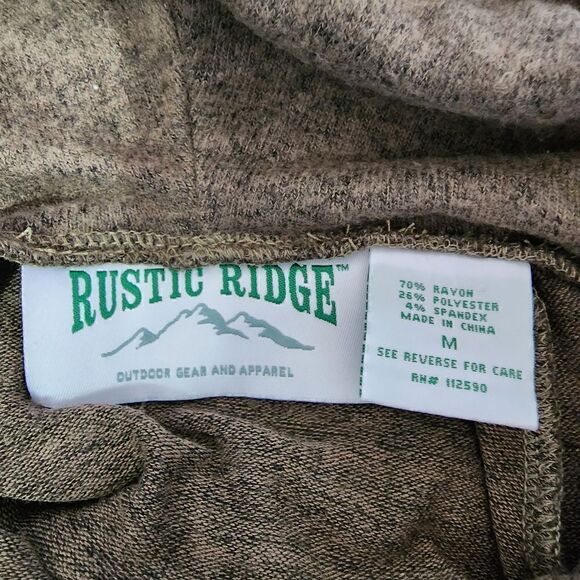 RUSTIC RIDGE™
OUTDOOR GEAR AND APPAREL
70% RAYON
26% POLYESTER
4% SPANDEX
MADE IN CHINA
M
SEE REVERSE FOR CARE
RN# 112590